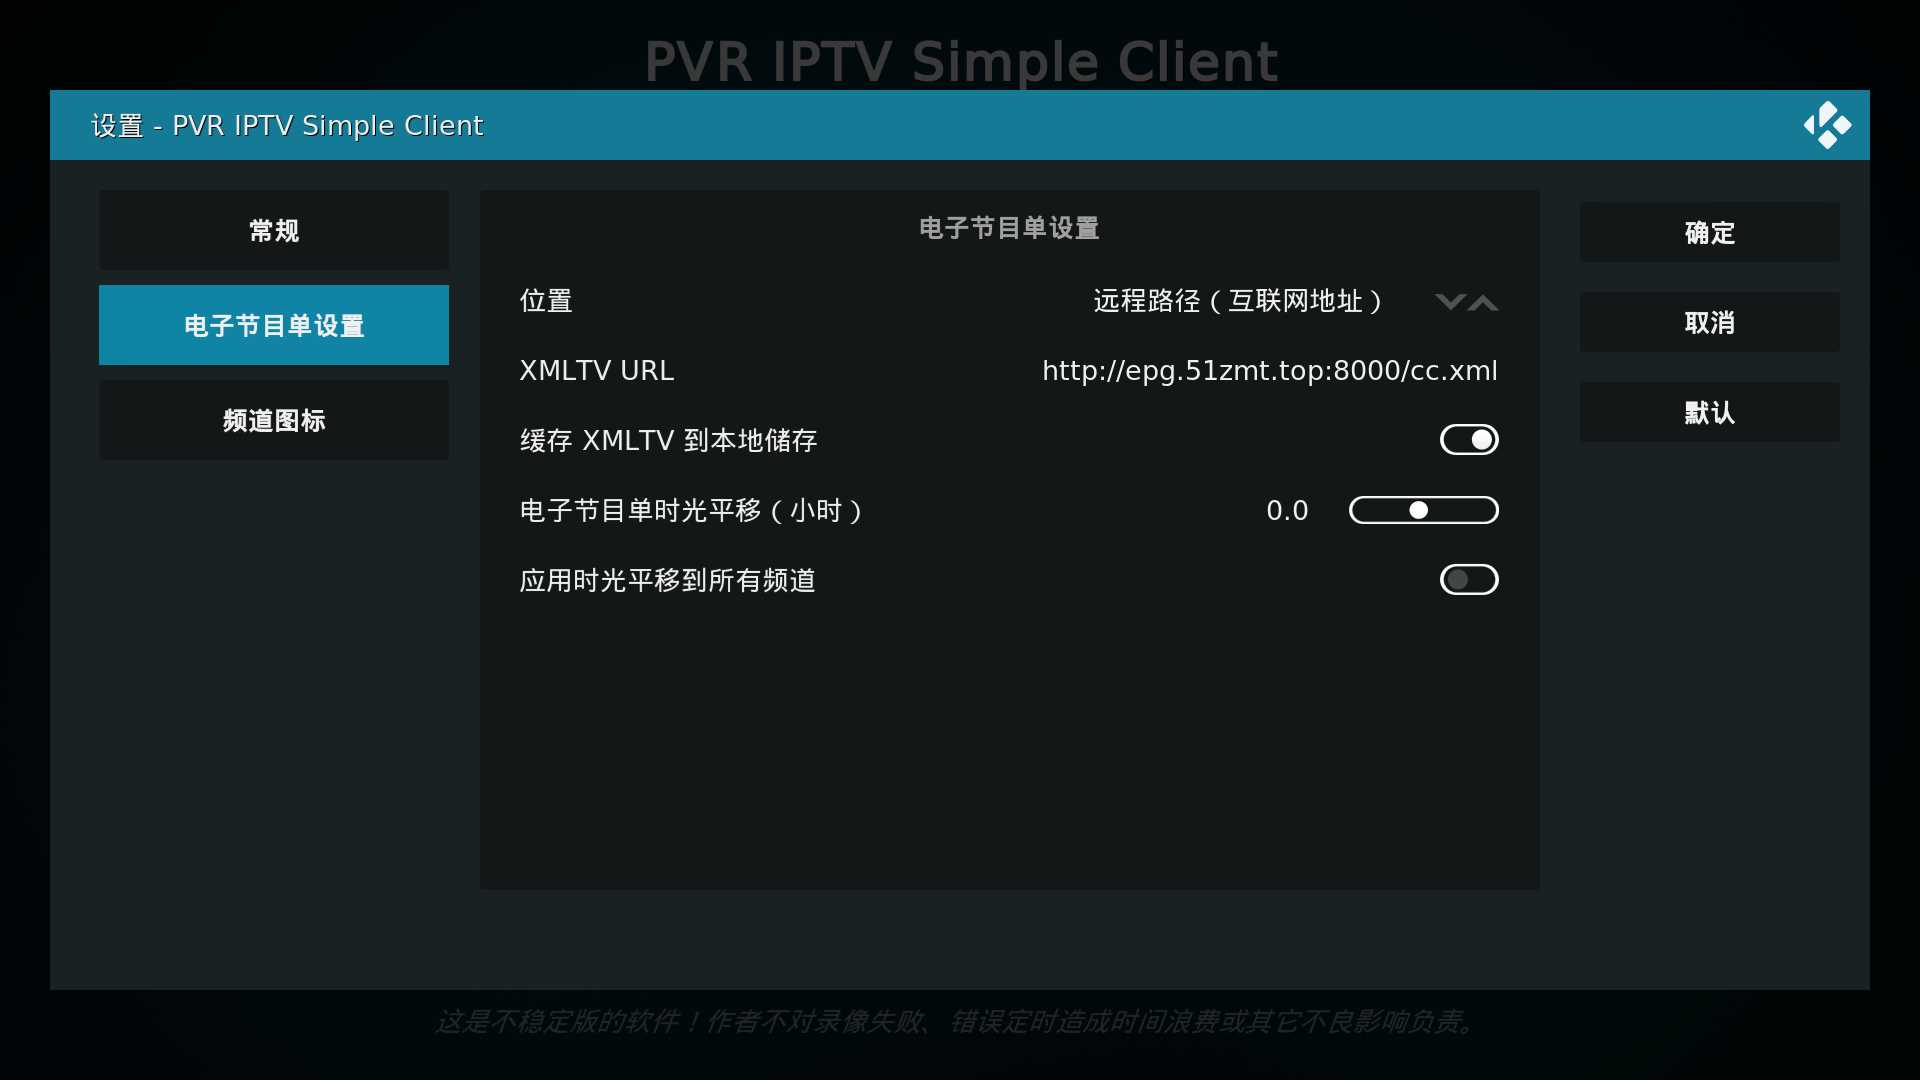 PVR IPTV Simple Client
设置 - PVR IPTV Simple Client
常规
电子节目单设置
频道图标
电子节目单设置
位置 远程路径（互联网地址）
XMLTV URL http://epg.51zmt.top:8000/cc.xml
缓存 XMLTV 到本地储存
电子节目单时光平移（小时） 0.0
应用时光平移到所有频道
确定
取消
默认
这是不稳定版的软件！作者不对录像失败、错误定时造成时间浪费或其它不良影响负责。